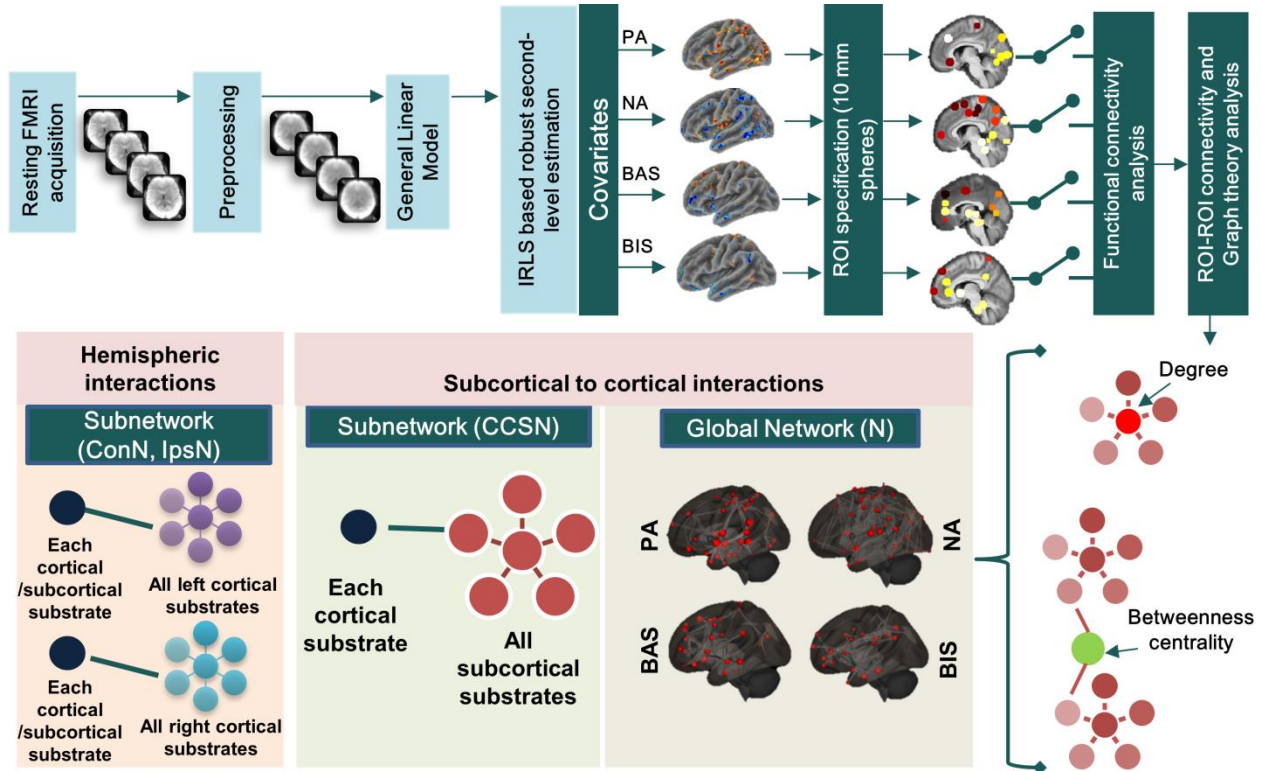 Resting FMRI
acquisition
Preprocessing
General Linear
Model
IRLS based robust second-
level estimation
Covariates
PA
NA
BAS
BIS
ROI specification (10 mm
spheres)
Functional connectivity
analysis
ROI-ROI connectivity and
Graph theory analysis
Hemispheric
interactions
Subnetwork
(ConN, IpsN)
Each
cortical
/subcortical
substrate
All left cortical
substrates
Each
cortical
/subcortical
substrate
All right cortical
substrates
Subcortical to cortical interactions
Subnetwork (CCSN)
Each
cortical
substrate
All
subcortical
substrates
Global Network (N)
PA
NA
BAS
BIS
Degree
Betweenness
centrality